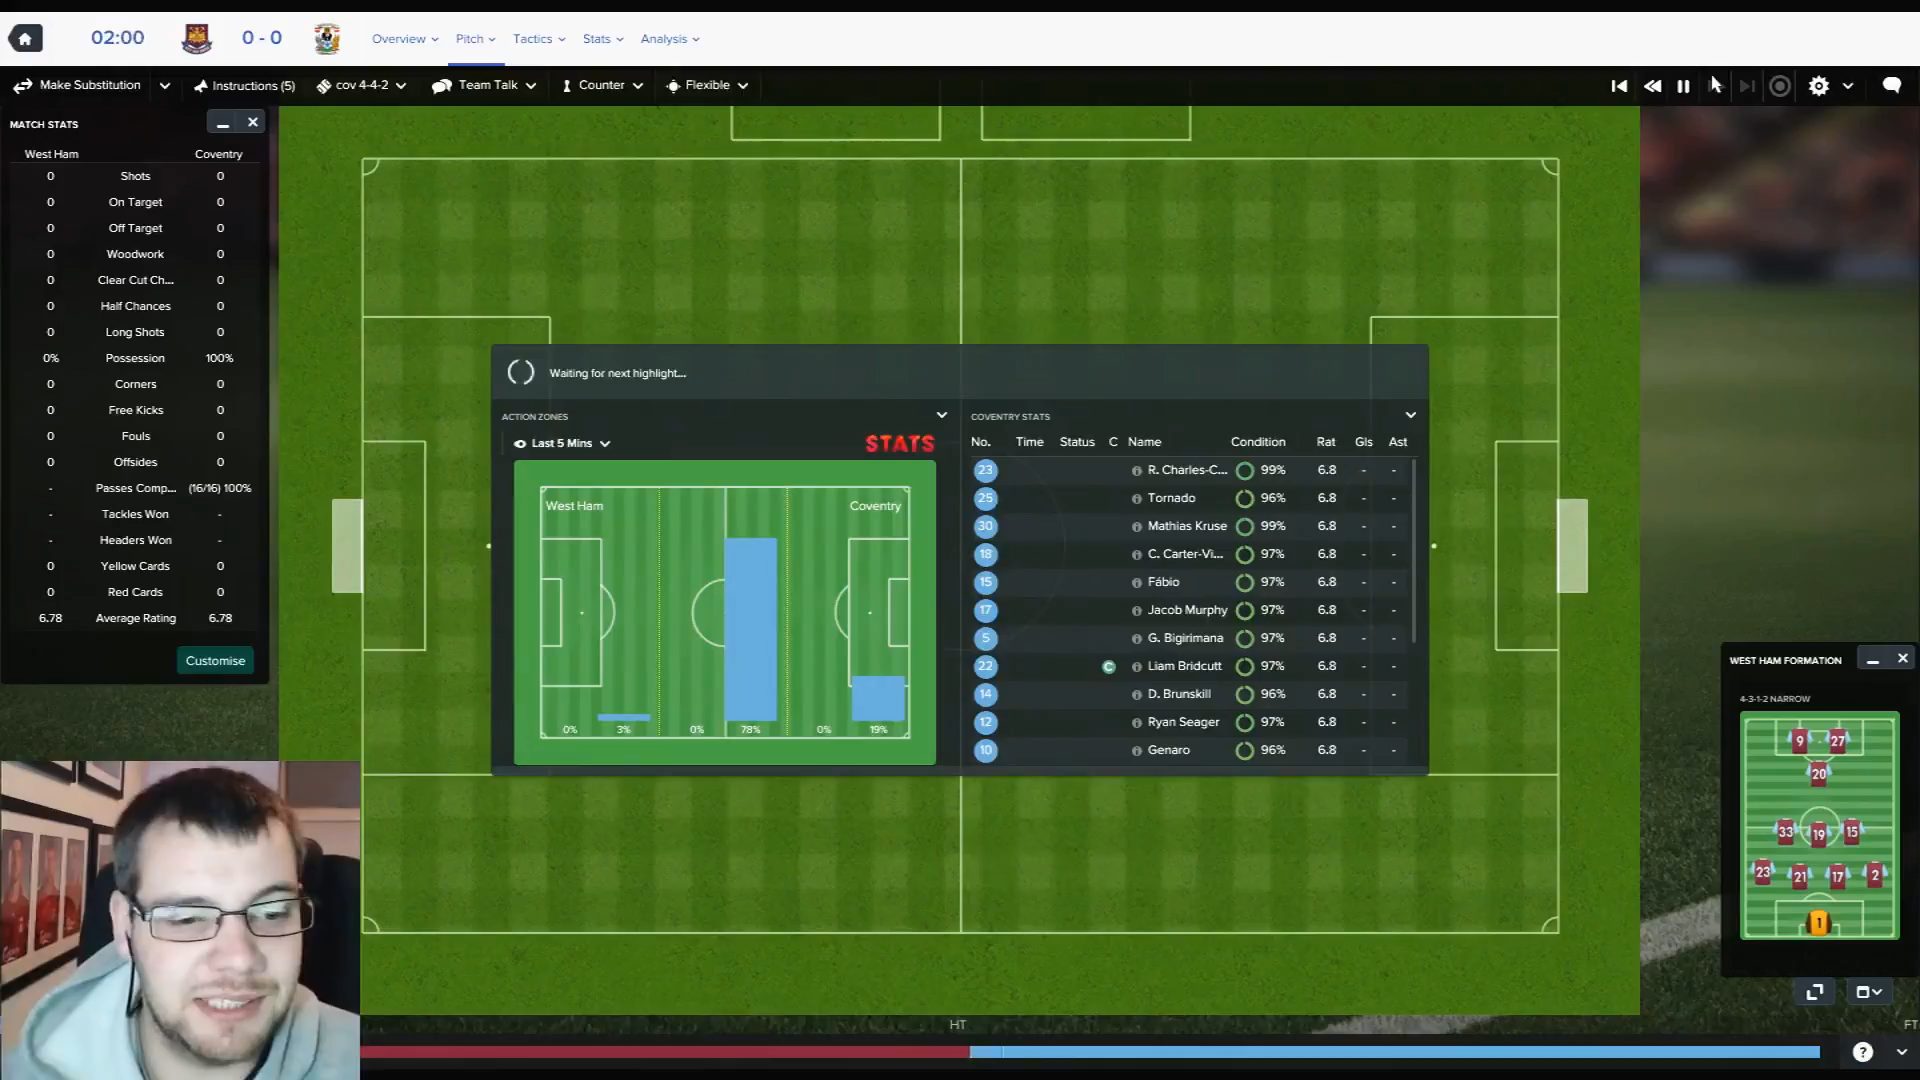 02:00 0 - 0 Overview Pitch Tactics Stats Analysis
Make Substitution Instructions (5) cov 4-4-2 Team Talk Counter Flexible
MATCH STATS
West Ham Coventry
0 Shots 0
0 On Target 0
0 Off Target 0
0 Woodwork 0
0 Clear Cut Ch... 0
0 Half Chances 0
0 Long Shots 0
0% Possession 100%
0 Corners 0
0 Free Kicks 0
0 Fouls 0
0 Offsides 0
- Passes Comp... (16/16) 100%
- Tackles Won -
- Headers Won -
0 Yellow Cards 0
0 Red Cards 0
6.78 Average Rating 6.78
Customise
Waiting for next highlight...
ACTION ZONES
Last 5 Mins STATS
West Ham Coventry
0% 3% 0% 78% 0% 19%
COVENTRY STATS
No. Time Status C Name Condition Rat Gls Ast
23 R. Charles-C... 99% 6.8 - -
25 Tornado 96% 6.8 - -
30 Mathias Kruse 99% 6.8 - -
18 C. Carter-Vi... 97% 6.8 - -
15 Fábio 97% 6.8 - -
17 Jacob Murphy 97% 6.8 - -
5 G. Bigirimana 97% 6.8 - -
22 C Liam Bridcutt 97% 6.8 - -
14 D. Brunskill 96% 6.8 - -
12 Ryan Seager 97% 6.8 - -
10 Genaro 96% 6.8 - -
WEST HAM FORMATION
4-3-1-2 NARROW
9 27
20
33 19 15
23 21 17 2
1
HT FT
?